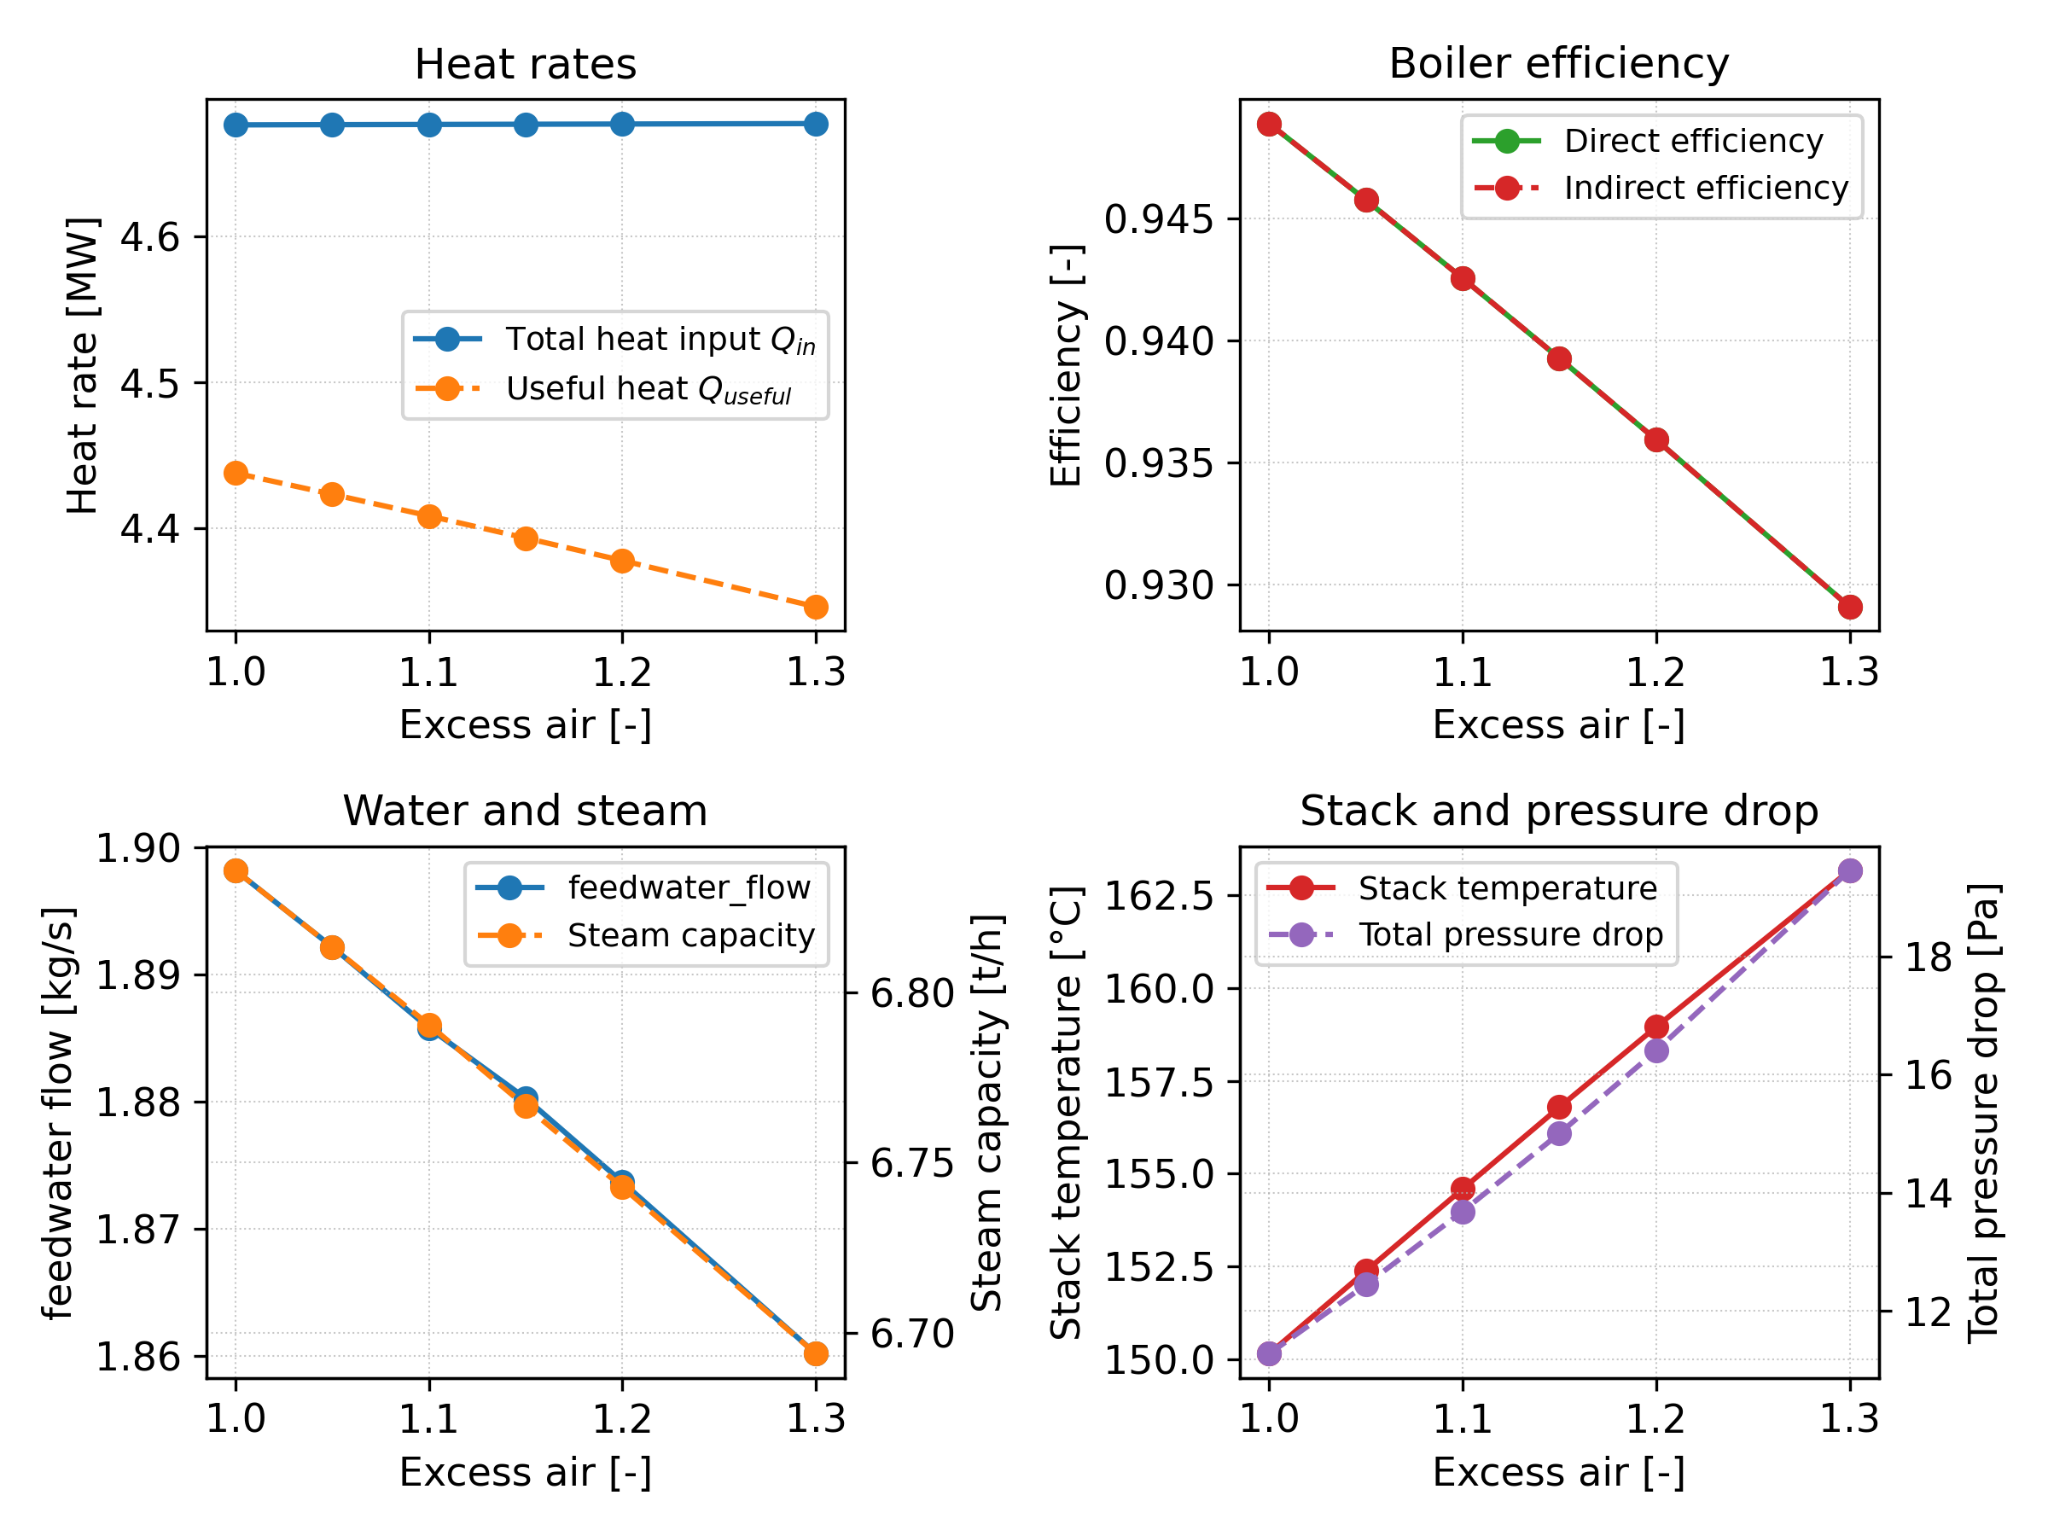 Heat rates
Heat rate [MW]
4.6
4.5
4.4
Total heat input Q_in
Useful heat Q_useful
1.0 1.1 1.2 1.3
Excess air [-]
Boiler efficiency
Efficiency [-]
0.945
0.940
0.935
0.930
Direct efficiency
Indirect efficiency
1.0 1.1 1.2 1.3
Excess air [-]
Water and steam
feedwater flow [kg/s]
1.90
1.89
1.88
1.87
1.86
feedwater_flow
Steam capacity
6.80
6.75
6.70
Steam capacity [t/h]
1.0 1.1 1.2 1.3
Excess air [-]
Stack and pressure drop
Stack temperature [°C]
162.5
160.0
157.5
155.0
152.5
150.0
Stack temperature
Total pressure drop
18
16
14
12
Total pressure drop [Pa]
1.0 1.1 1.2 1.3
Excess air [-]